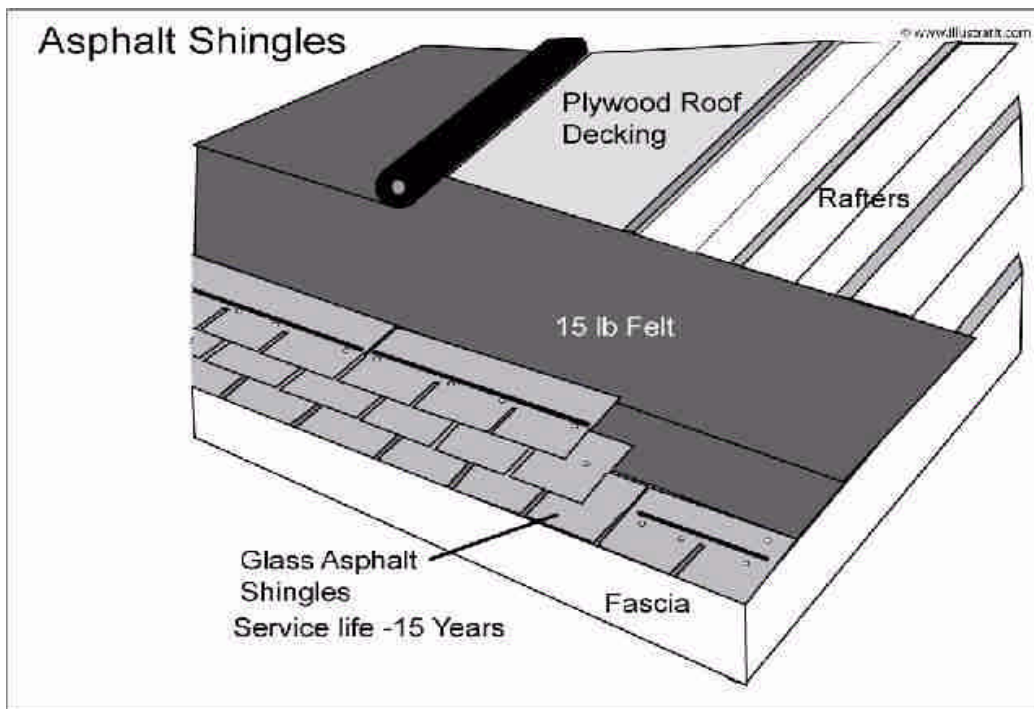 Asphalt Shingles
© www.illustratit.com
Plywood Roof
Decking
Rafters
15 lb Felt
Glass Asphalt
Shingles
Service life -15 Years
Fascia